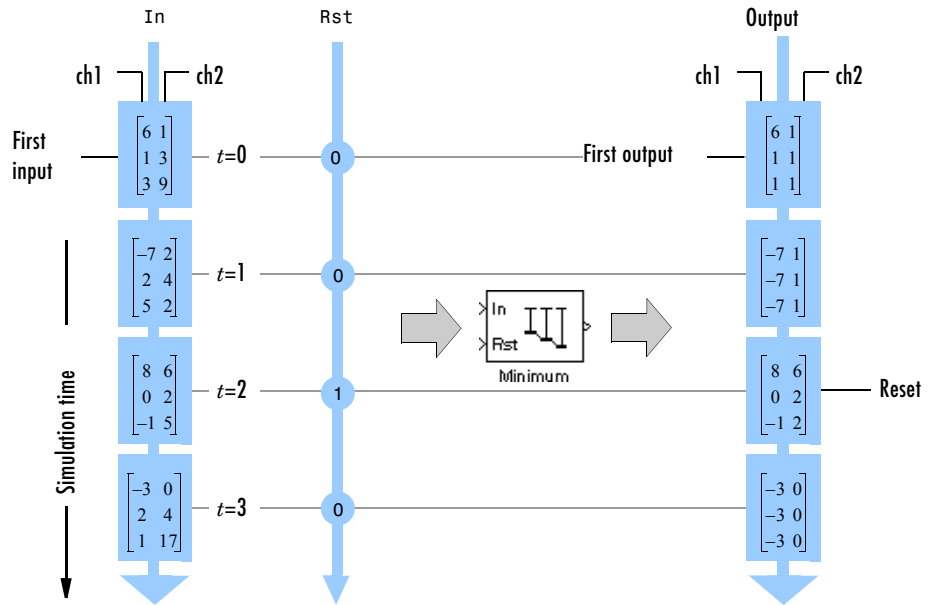 In Rst Output
ch1 ch2 ch1 ch2
First input
6 1
1 3
3 9
t=0
0
First output
6 1
1 1
1 1
−7 2
2 4
5 2
t=1
0
−7 1
−7 1
−7 1
In
Rst
Minimum
Simulation time
8 6
0 2
−1 5
t=2
1
8 6
0 2
−1 2
Reset
−3 0
2 4
1 17
t=3
0
−3 0
−3 0
−3 0